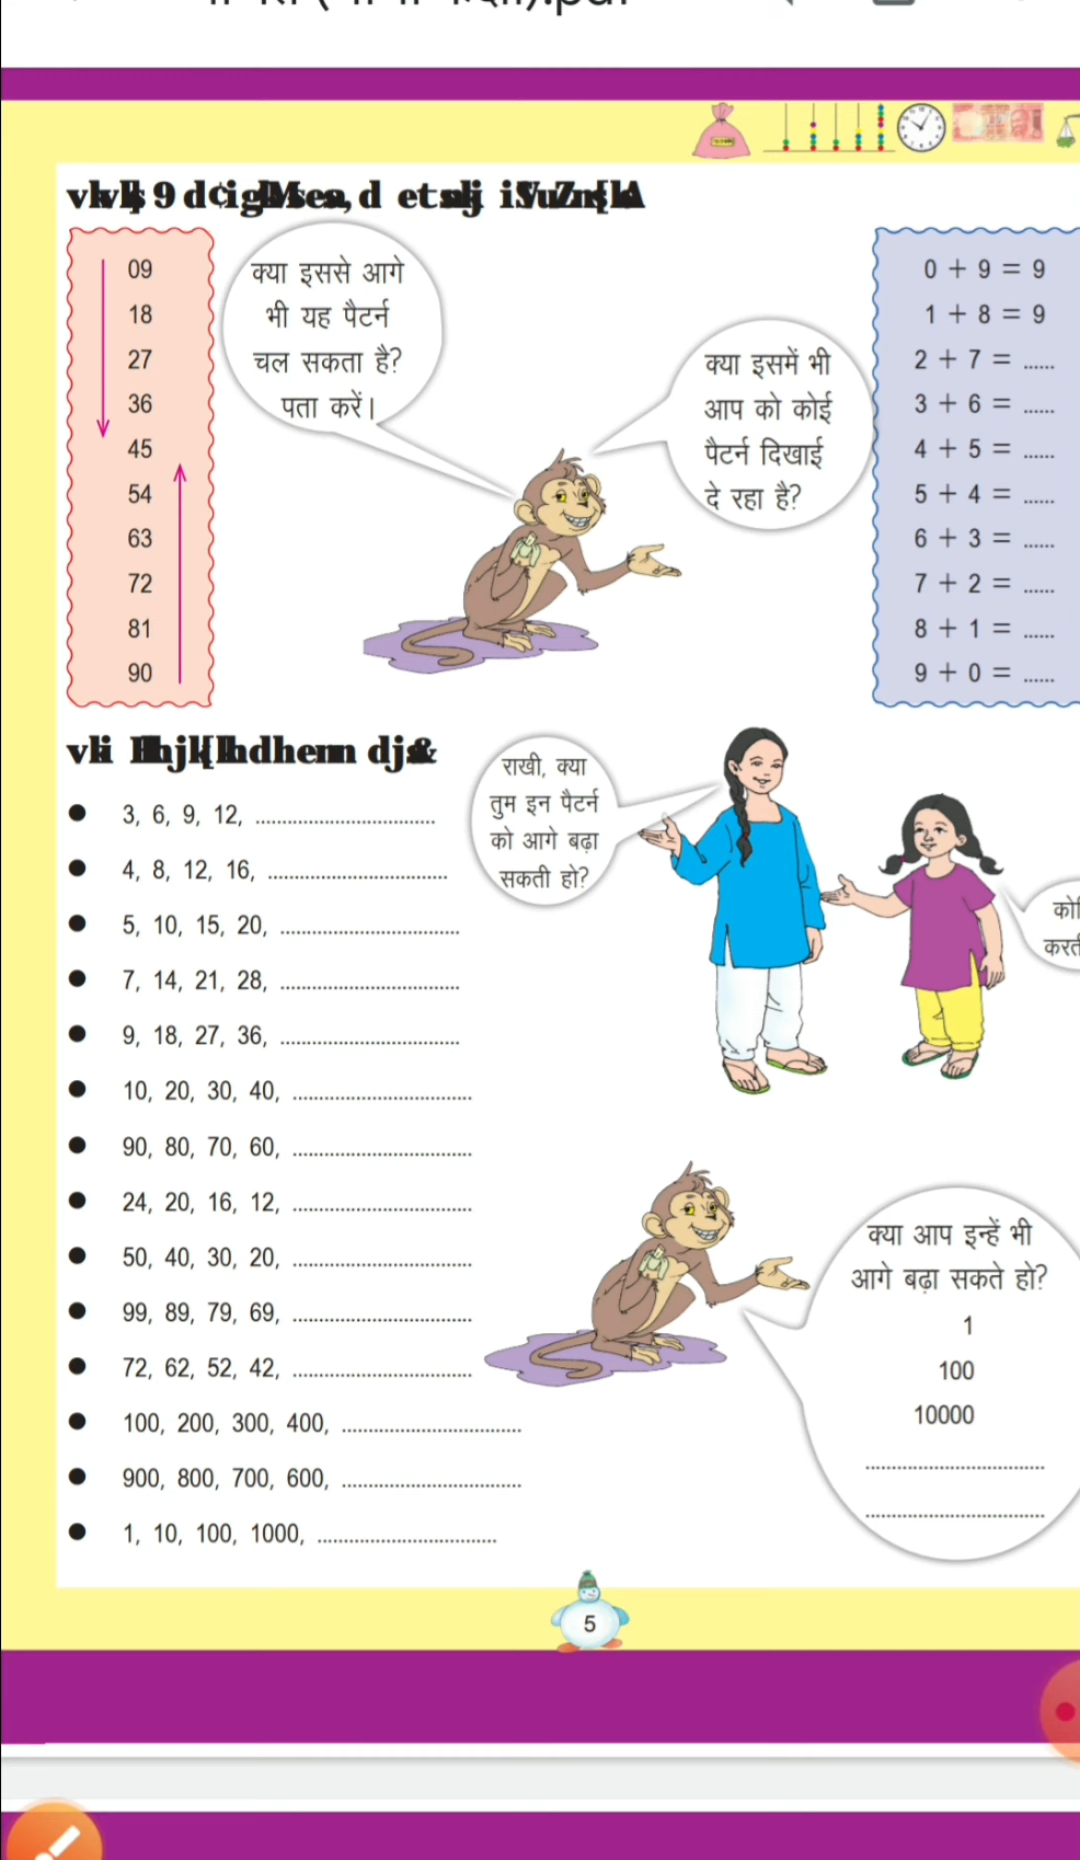 09
18
27
36
45
54
63
72
81
90
क्या इससे आगे
भी यह पैटर्न
चल सकता है?
पता करें।
क्या इसमें भी
आप को कोई
पैटर्न दिखाई
दे रहा है?
0 + 9 = 9
1 + 8 = 9
2 + 7 = ......
3 + 6 = ......
4 + 5 = ......
5 + 4 = ......
6 + 3 = ......
7 + 2 = ......
8 + 1 = ......
9 + 0 = ......
● 3, 6, 9, 12, ....................................
● 4, 8, 12, 16, ....................................
● 5, 10, 15, 20, ....................................
● 7, 14, 21, 28, ....................................
● 9, 18, 27, 36, ....................................
● 10, 20, 30, 40, ....................................
● 90, 80, 70, 60, ....................................
● 24, 20, 16, 12, ....................................
● 50, 40, 30, 20, ....................................
● 99, 89, 79, 69, ....................................
● 72, 62, 52, 42, ....................................
● 100, 200, 300, 400, ....................................
● 900, 800, 700, 600, ....................................
● 1, 10, 100, 1000, ....................................
राखी, क्या
तुम इन पैटर्न
को आगे बढ़ा
सकती हो?
क्या आप इन्हें भी
आगे बढ़ा सकते हो?
1
100
10000
....................................
....................................
5